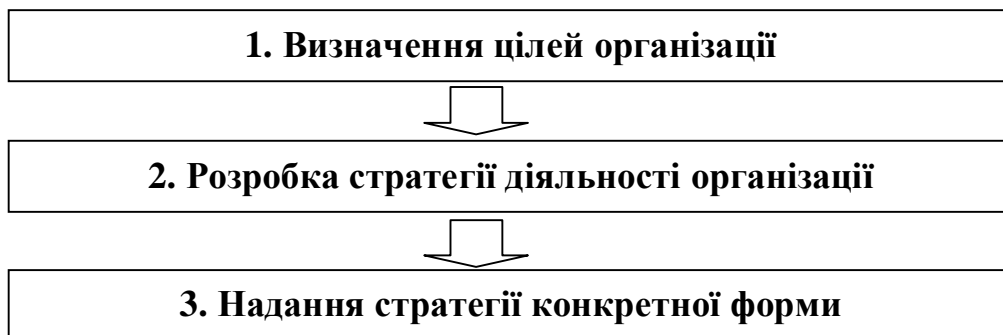 1. Визначення цілей організації
2. Розробка стратегії діяльності організації
3. Надання стратегії конкретної форми